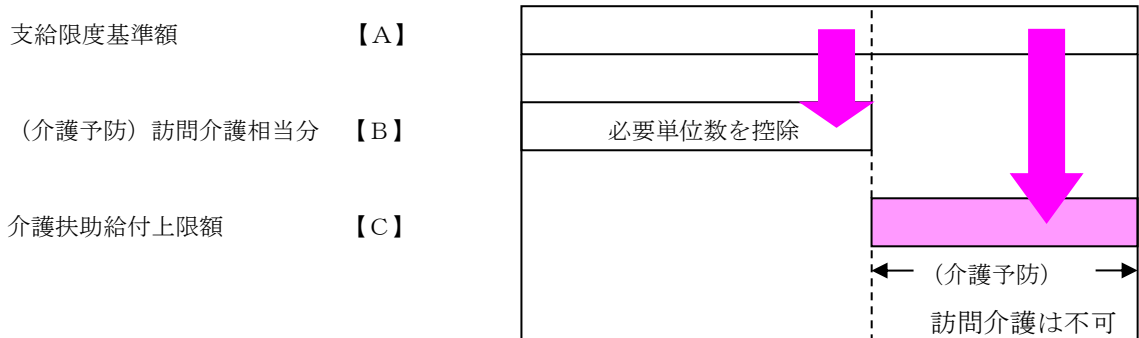 支給限度基準額 【A】
（介護予防）訪問介護相当分 【B】 必要単位数を控除
介護扶助給付上限額 【C】
（介護予防）
訪問介護は不可